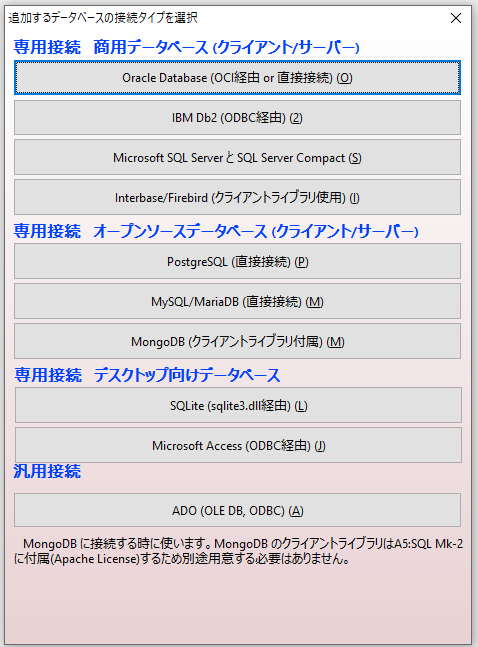 追加するデータベースの接続タイプを選択
専用接続 商用データベース (クライアント/サーバー)
Oracle Database (OCI経由 or 直接接続) (O)
IBM Db2 (ODBC経由) (2)
Microsoft SQL Server と SQL Server Compact (S)
Interbase/Firebird (クライアントライブラリ使用) (I)
専用接続 オープンソースデータベース (クライアント/サーバー)
PostgreSQL (直接接続) (P)
MySQL/MariaDB (直接接続) (M)
MongoDB (クライアントライブラリ付属) (M)
専用接続 デスクトップ向けデータベース
SQLite (sqlite3.dll経由) (L)
Microsoft Access (ODBC経由) (J)
汎用接続
ADO (OLE DB, ODBC) (A)
MongoDB に接続する時に使います。MongoDB のクライアントライブラリはA5:SQL Mk-2
に付属(Apache License)するため別途用意する必要はありません。